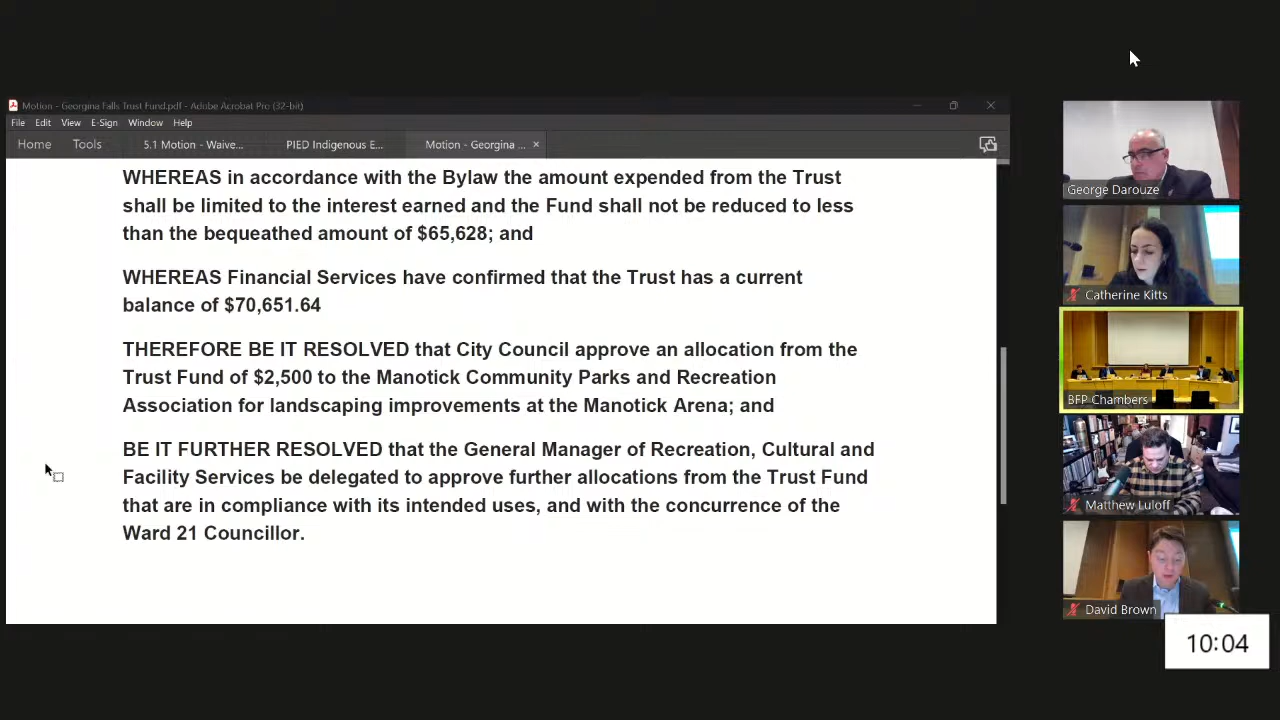 Motion - Georgina Falls Trust Fund.pdf - Adobe Acrobat Pro (32-bit)
File Edit View E-Sign Window Help
Home Tools 5.1 Motion - Waive... PIED Indigenous E... Motion - Georgina ... ×
WHEREAS in accordance with the Bylaw the amount expended from the Trust
shall be limited to the interest earned and the Fund shall not be reduced to less
than the bequeathed amount of $65,628; and
WHEREAS Financial Services have confirmed that the Trust has a current
balance of $70,651.64
THEREFORE BE IT RESOLVED that City Council approve an allocation from the
Trust Fund of $2,500 to the Manotick Community Parks and Recreation
Association for landscaping improvements at the Manotick Arena; and
BE IT FURTHER RESOLVED that the General Manager of Recreation, Cultural and
Facility Services be delegated to approve further allocations from the Trust Fund
that are in compliance with its intended uses, and with the concurrence of the
Ward 21 Councillor.
George Darouze
Catherine Kitts
BFP Chambers
Matthew Luloff
David Brown
10:04